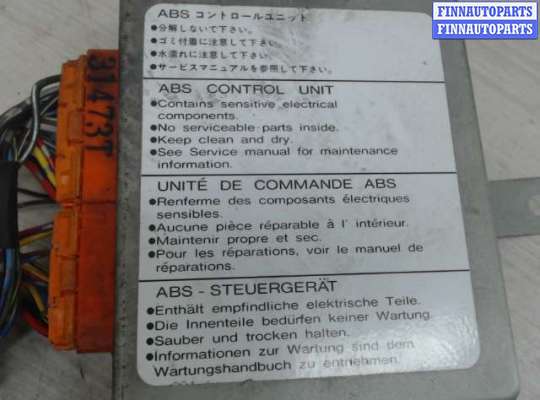 FINNAUTOPARTS
FINNAUTOPARTS
ABS コントロールユニット
●分解しないで下さい。
●ゴミ付着に注意して下さい。
●水濡れに注意して下さい。
●サービスマニュアルを参照して下さい。
ABS CONTROL UNIT
●Contains sensitive electrical
components.
●No serviceable parts inside.
●Keep clean and dry.
●See Service manual for maintenance
information.
UNITÉ DE COMMANDE ABS
●Renferme des composants électriques
sensibles.
●Aucune pièce réparable à l' intérieur.
●Maintenir propre et sec.
●Pour les réparations, voir le manuel de
réparations.
ABS - STEUERGERÄT
●Enthält empfindliche elektrische Teile.
●Die Innenteile bedürfen keiner Wartung.
●Sauber und trocken halten.
●Informationen zur Wartung sind dem
Wartungshandbuch zu entnehmen.
31473T
FINNAUTOPARTS
FINNAUTOPARTS